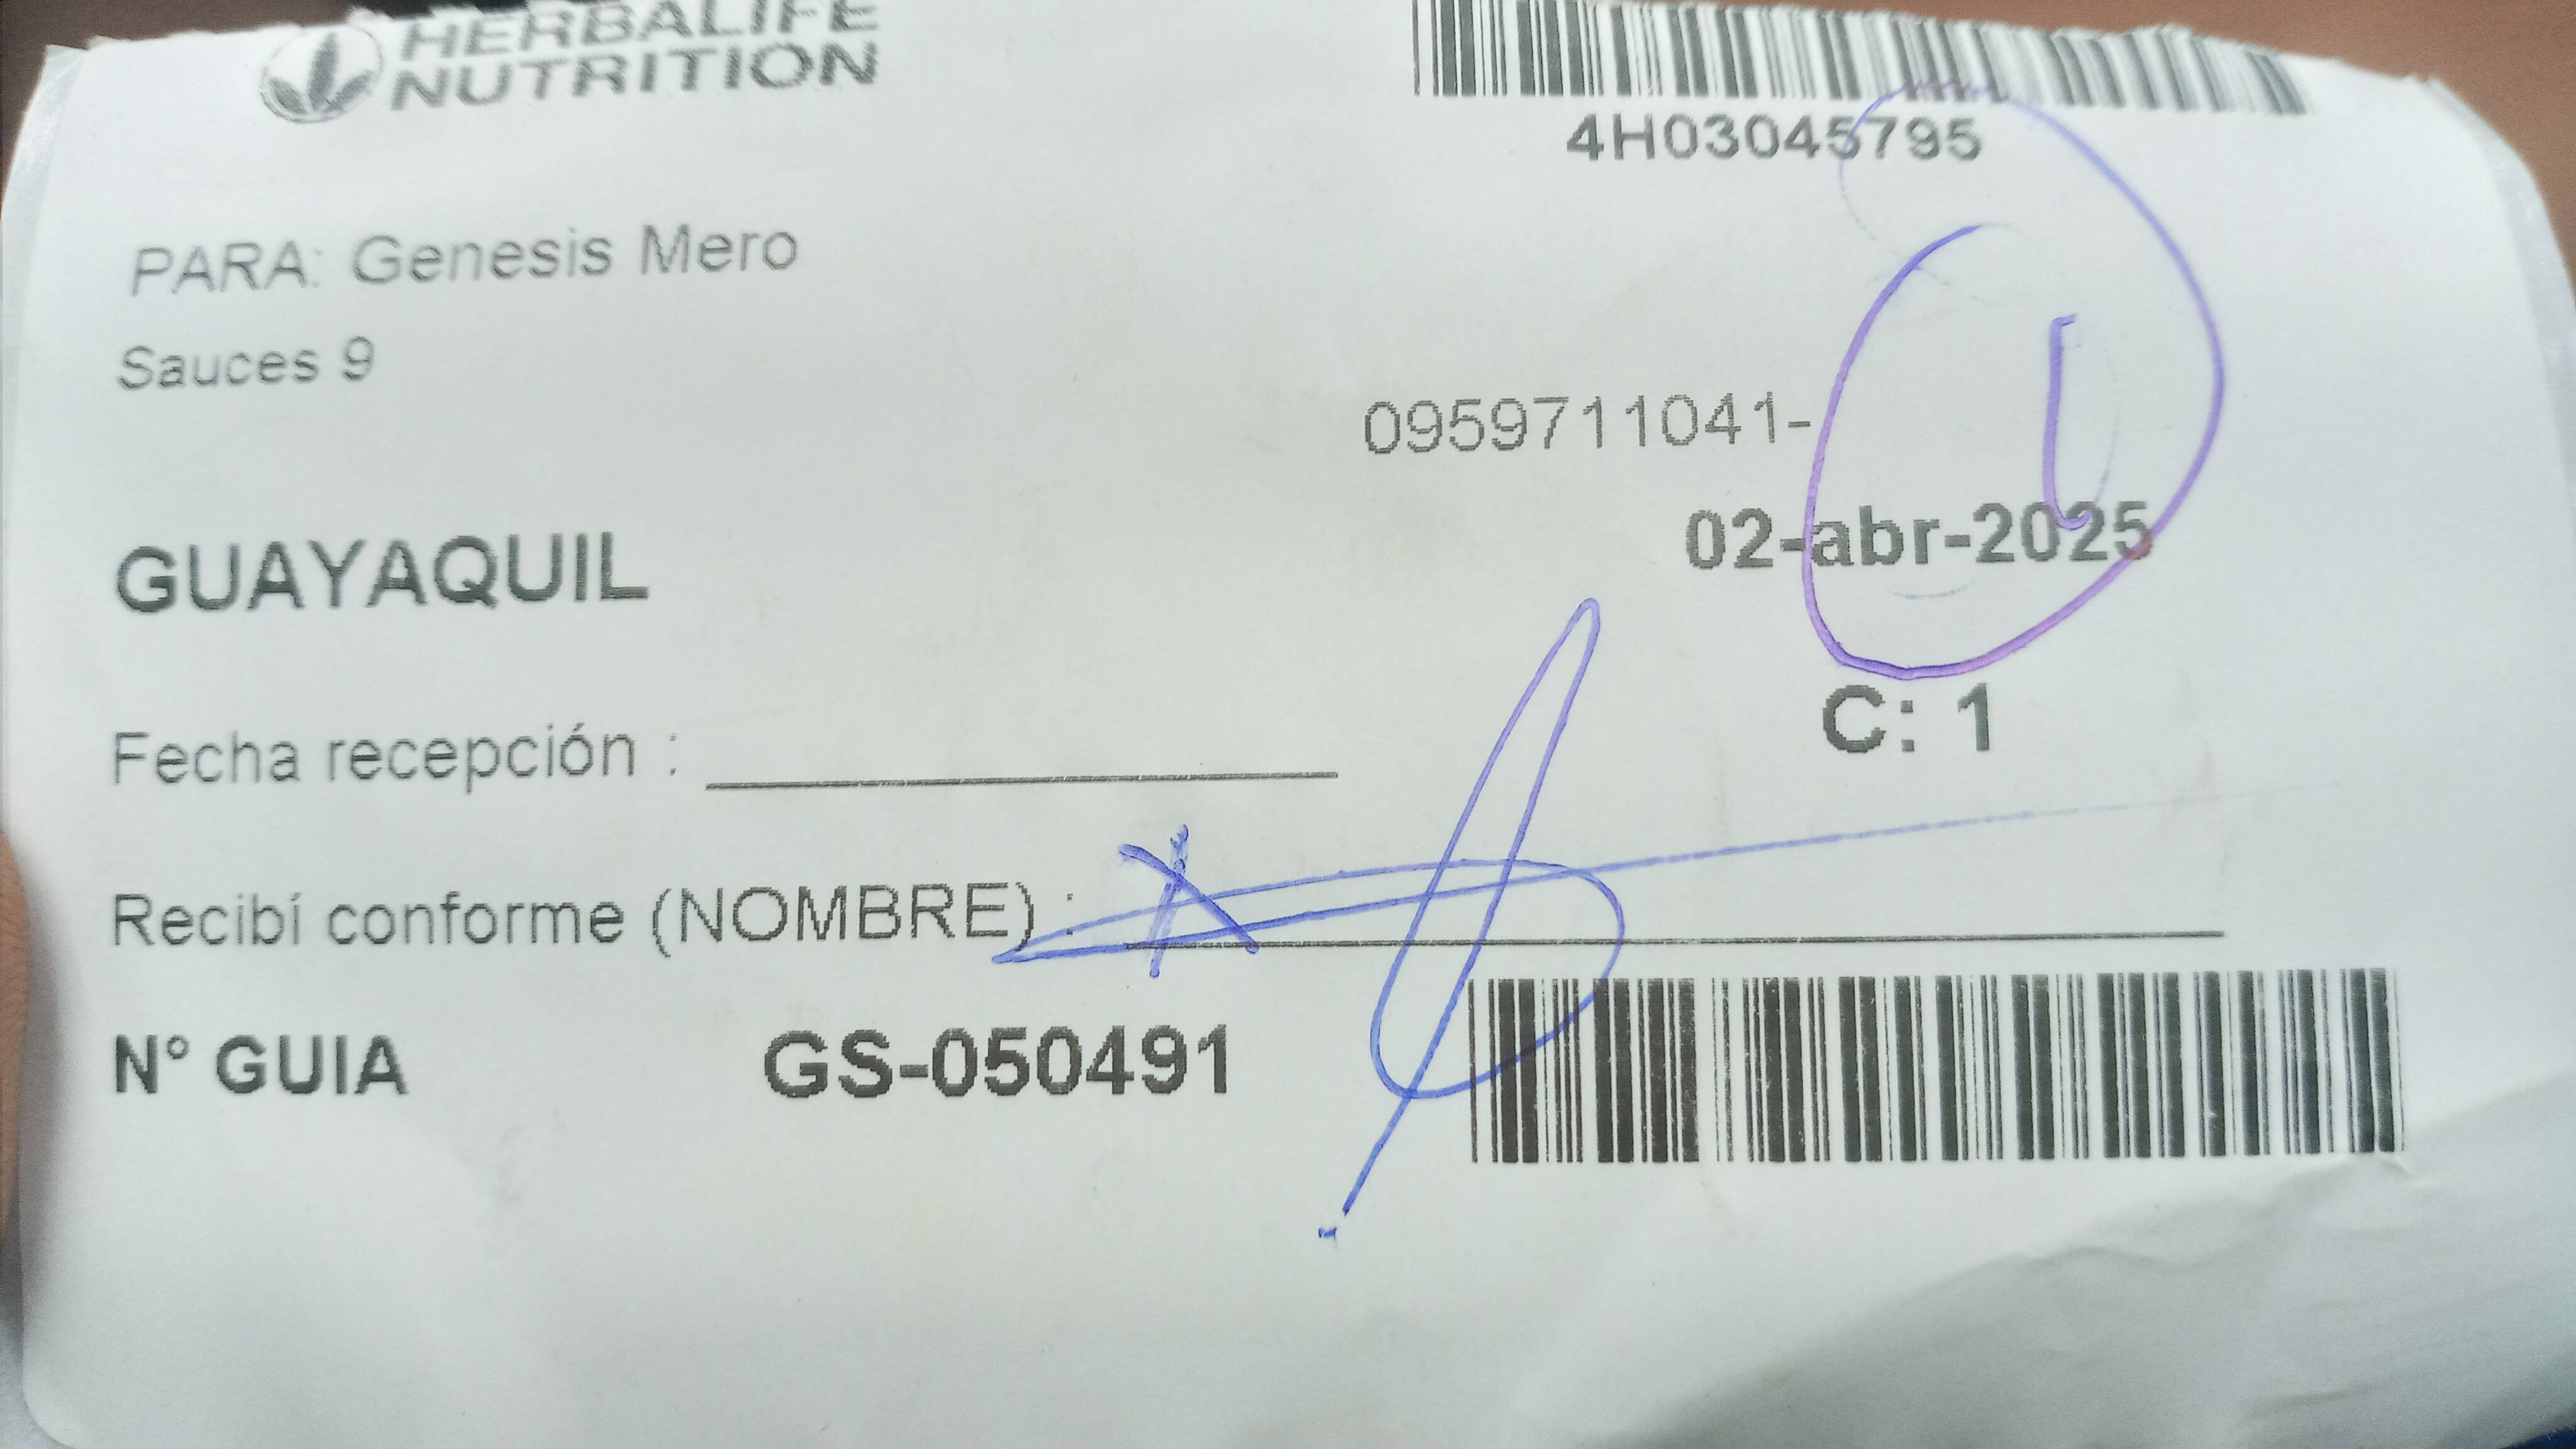 HERBALIFE
NUTRITION
4H03045795
PARA: Genesis Mero
Sauces 9
0959711041-
1
02-abr-2025
GUAYAQUIL
C: 1
Fecha recepción :
Recibí conforme (NOMBRE) :
N° GUIA GS-050491